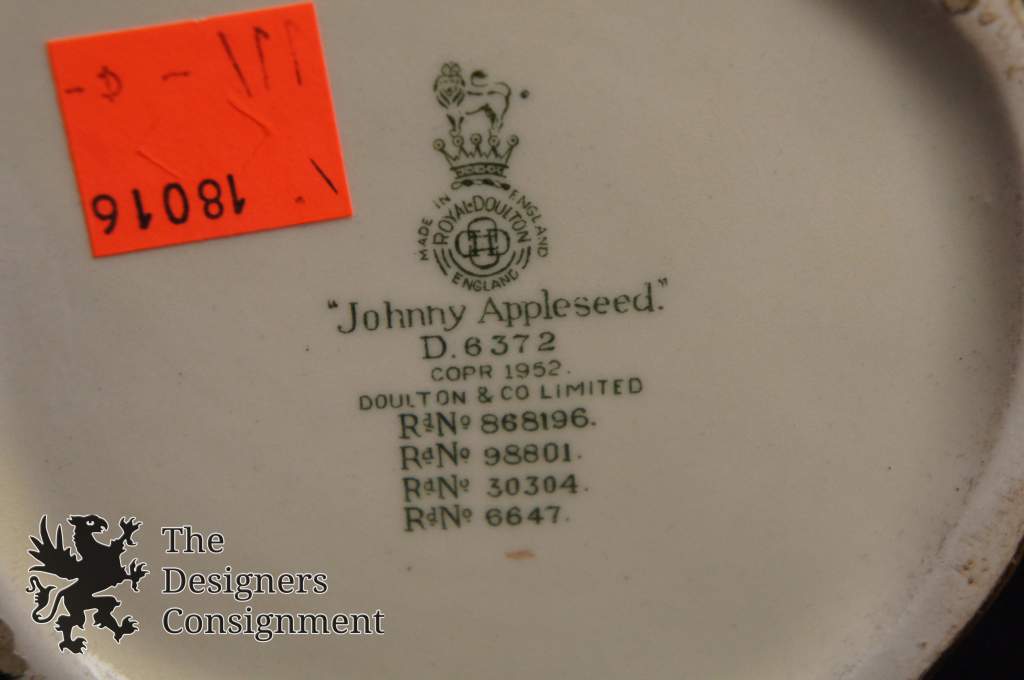 18016
MADE IN ENGLAND
ROYAL·DOULTON
ENGLAND
"Johnny Appleseed."
D.6372
COPR 1952.
DOULTON & CO LIMITED
RdNo 868196.
RdNo 98801.
RdNo 30304.
RdNo 6647.
The
Designers
Consignment